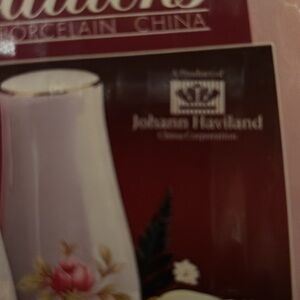 PORCELAIN CHINA
A Product of
Johann Haviland
China Corporation